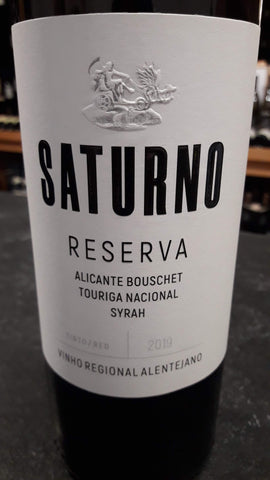 SATURNO
RESERVA
ALICANTE BOUSCHET
TOURIGA NACIONAL
SYRAH
TINTO/RED 2019
VINHO REGIONAL ALENTEJANO